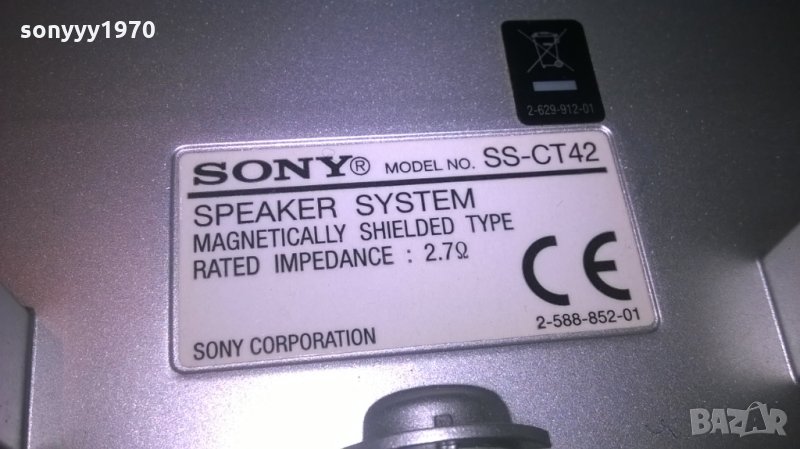 sonyyy1970
2-629-912-01
SONY® MODEL NO. SS-CT42
SPEAKER SYSTEM
MAGNETICALLY SHIELDED TYPE
RATED IMPEDANCE : 2.7Ω
CE
2-588-852-01
SONY CORPORATION
BAZAR